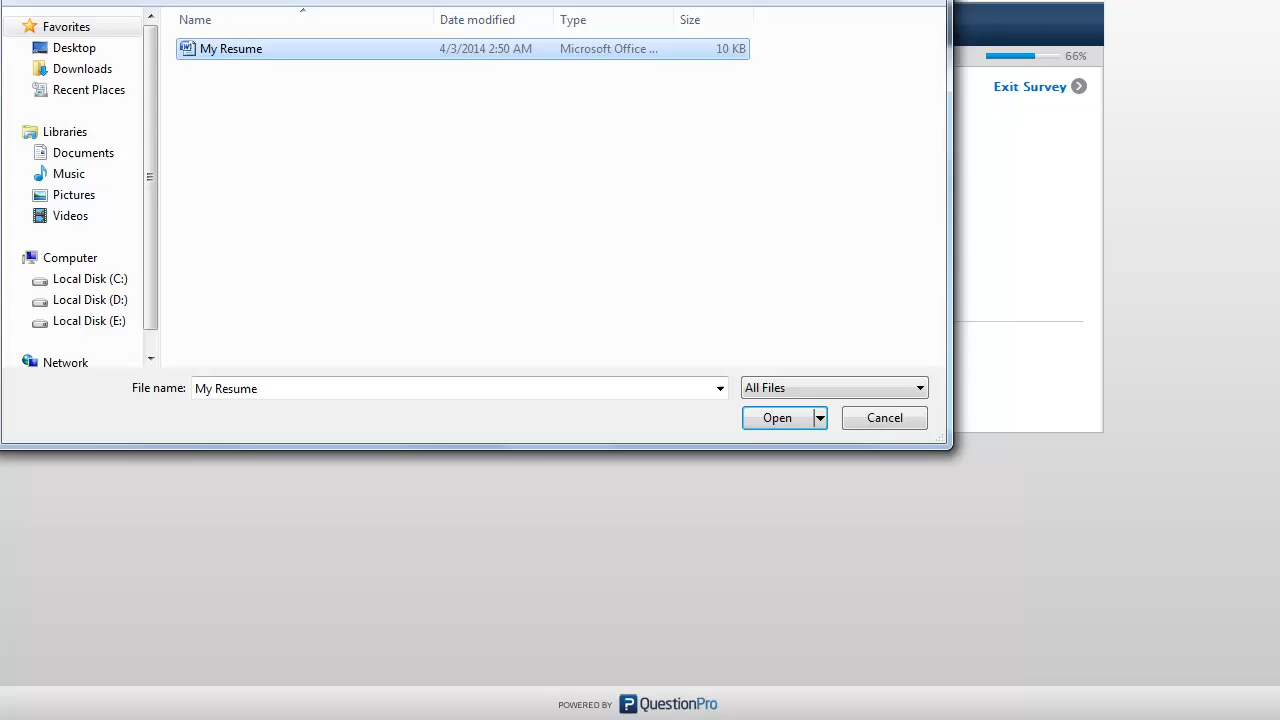 Name Date modified Type Size
My Resume 4/3/2014 2:50 AM Microsoft Office ... 10 KB
Favorites
Desktop
Downloads
Recent Places
Libraries
Documents
Music
Pictures
Videos
Computer
Local Disk (C:)
Local Disk (D:)
Local Disk (E:)
Network
File name: My Resume All Files
Open Cancel
66%
Exit Survey
POWERED BY QuestionPro